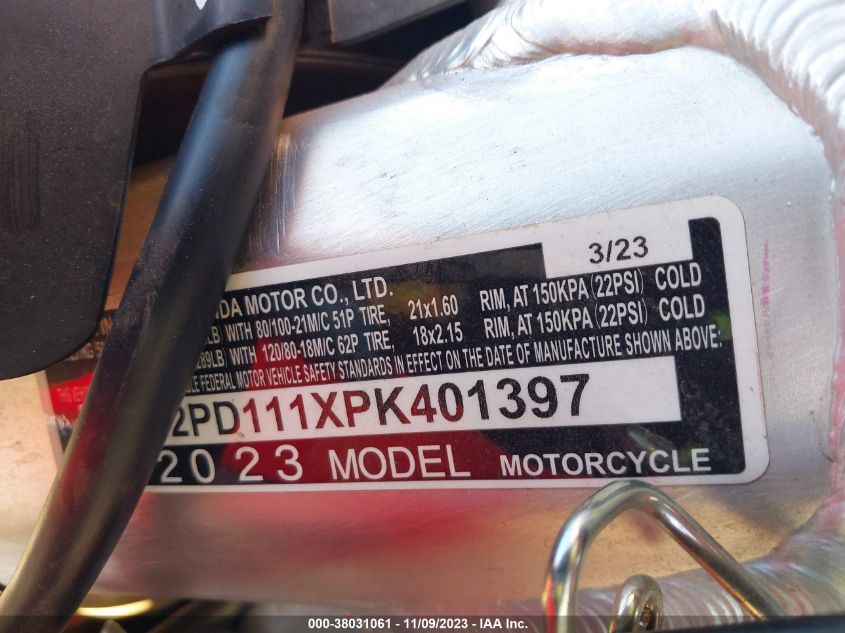 3/23
DA MOTOR CO., LTD.
LB) WITH 80/100-21M/C 51P TIRE, 21x1.60 RIM, AT 150KPA (22PSI) COLD
289LB) WITH 120/80-18M/C 62P TIRE, 18x2.15 RIM, AT 150KPA (22PSI) COLD
FEDERAL MOTOR VEHICLE SAFETY STANDARDS IN EFFECT ON THE DATE OF MANUFACTURE SHOWN ABOVE:
2PD111XPK401397
2023 MODEL MOTORCYCLE
000-38031061 - 11/09/2023 - IAA Inc.